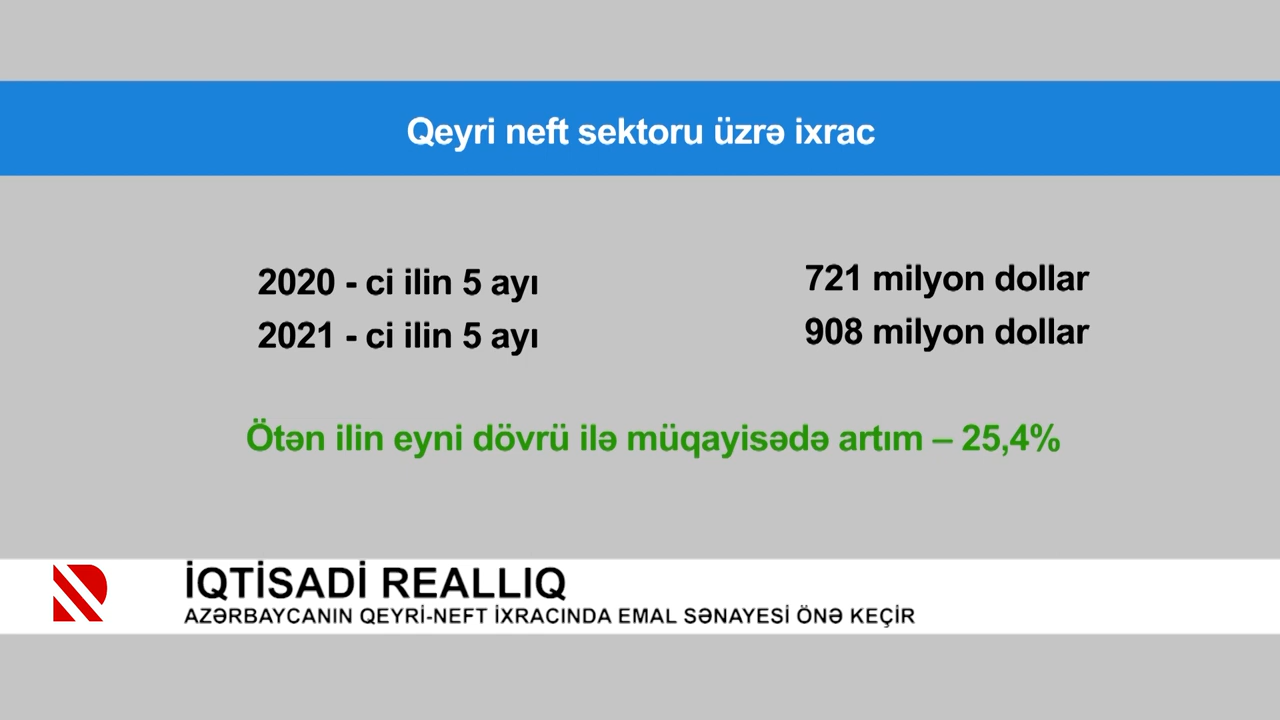 Qeyri neft sektoru üzrə ixrac
2020 - ci ilin 5 ayı 721 milyon dollar
2021 - ci ilin 5 ayı 908 milyon dollar
Ötən ilin eyni dövrü ilə müqayisədə artım – 25,4%
İQTİSADİ REALLIQ
AZƏRBAYCANIN QEYRİ-NEFT İXRACINDA EMAL SƏNAYESİ ÖNƏ KEÇİR